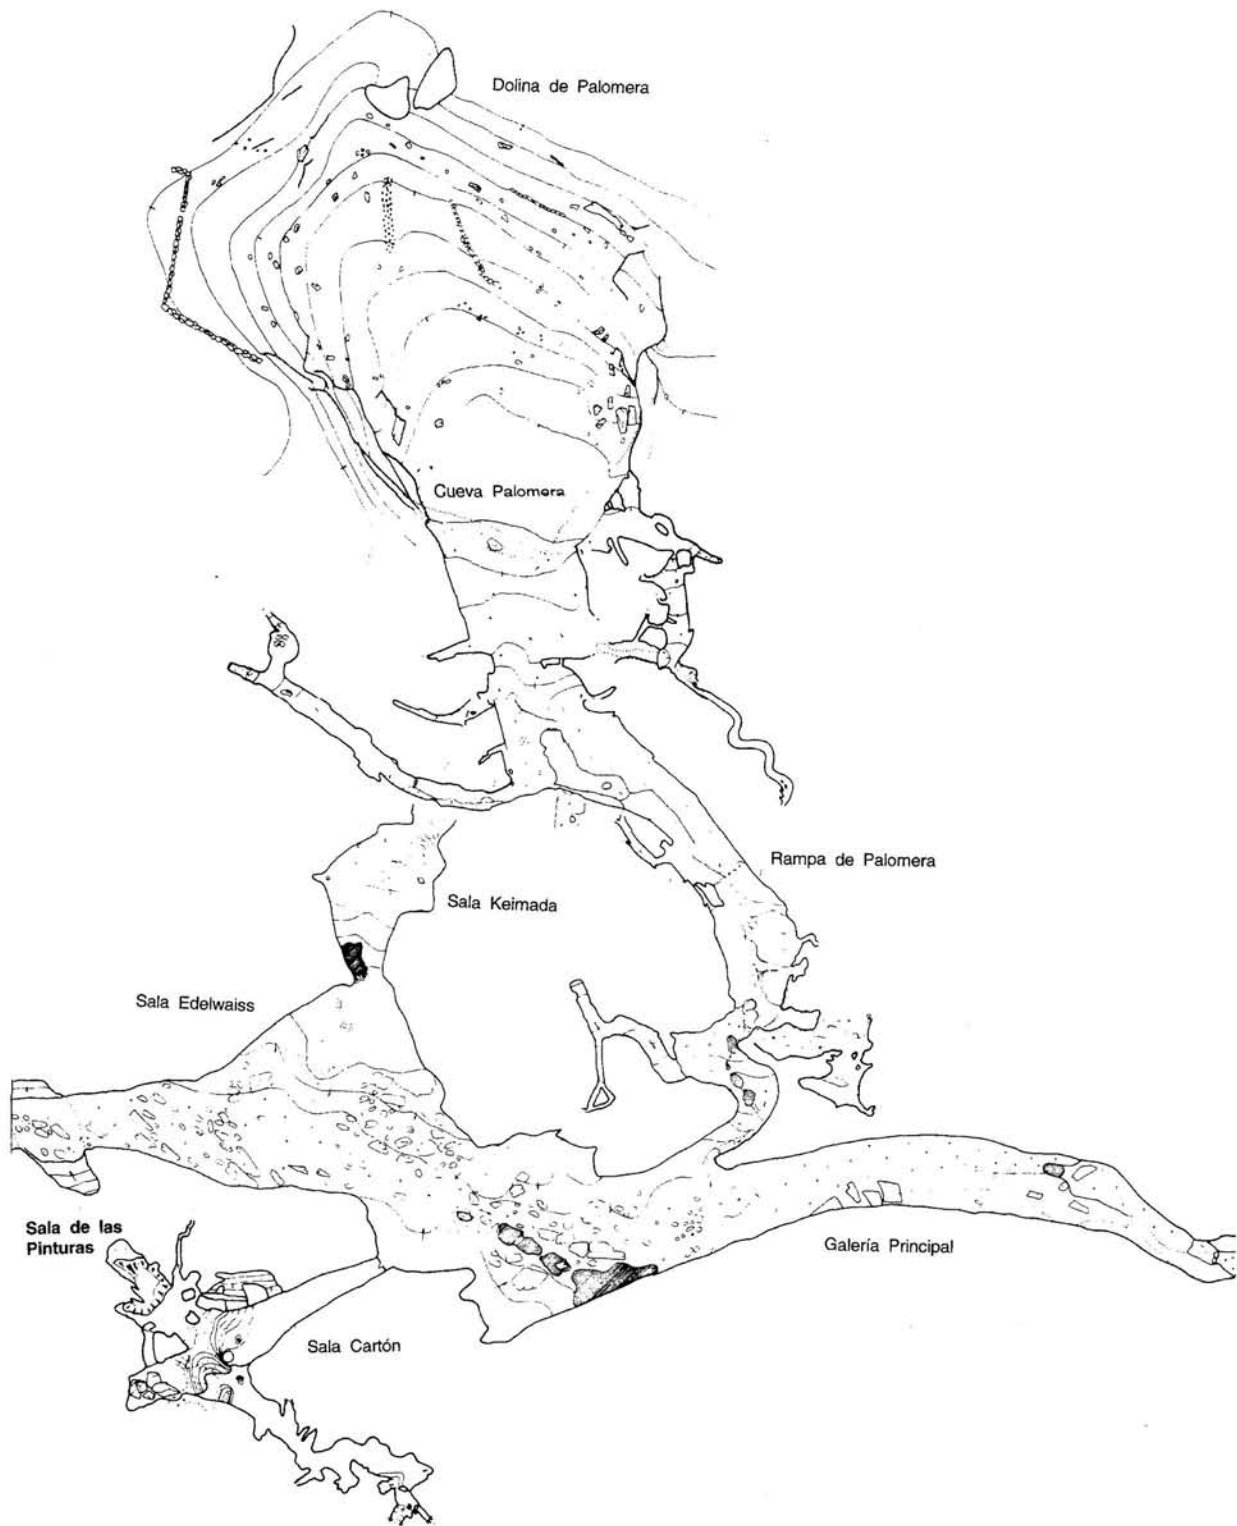 Dolina de Palomera
Cueva Palomera
Rampa de Palomera
Sala Keimada
Sala Edelwaiss
Sala de las
Pinturas
Galería Principal
Sala Cartón